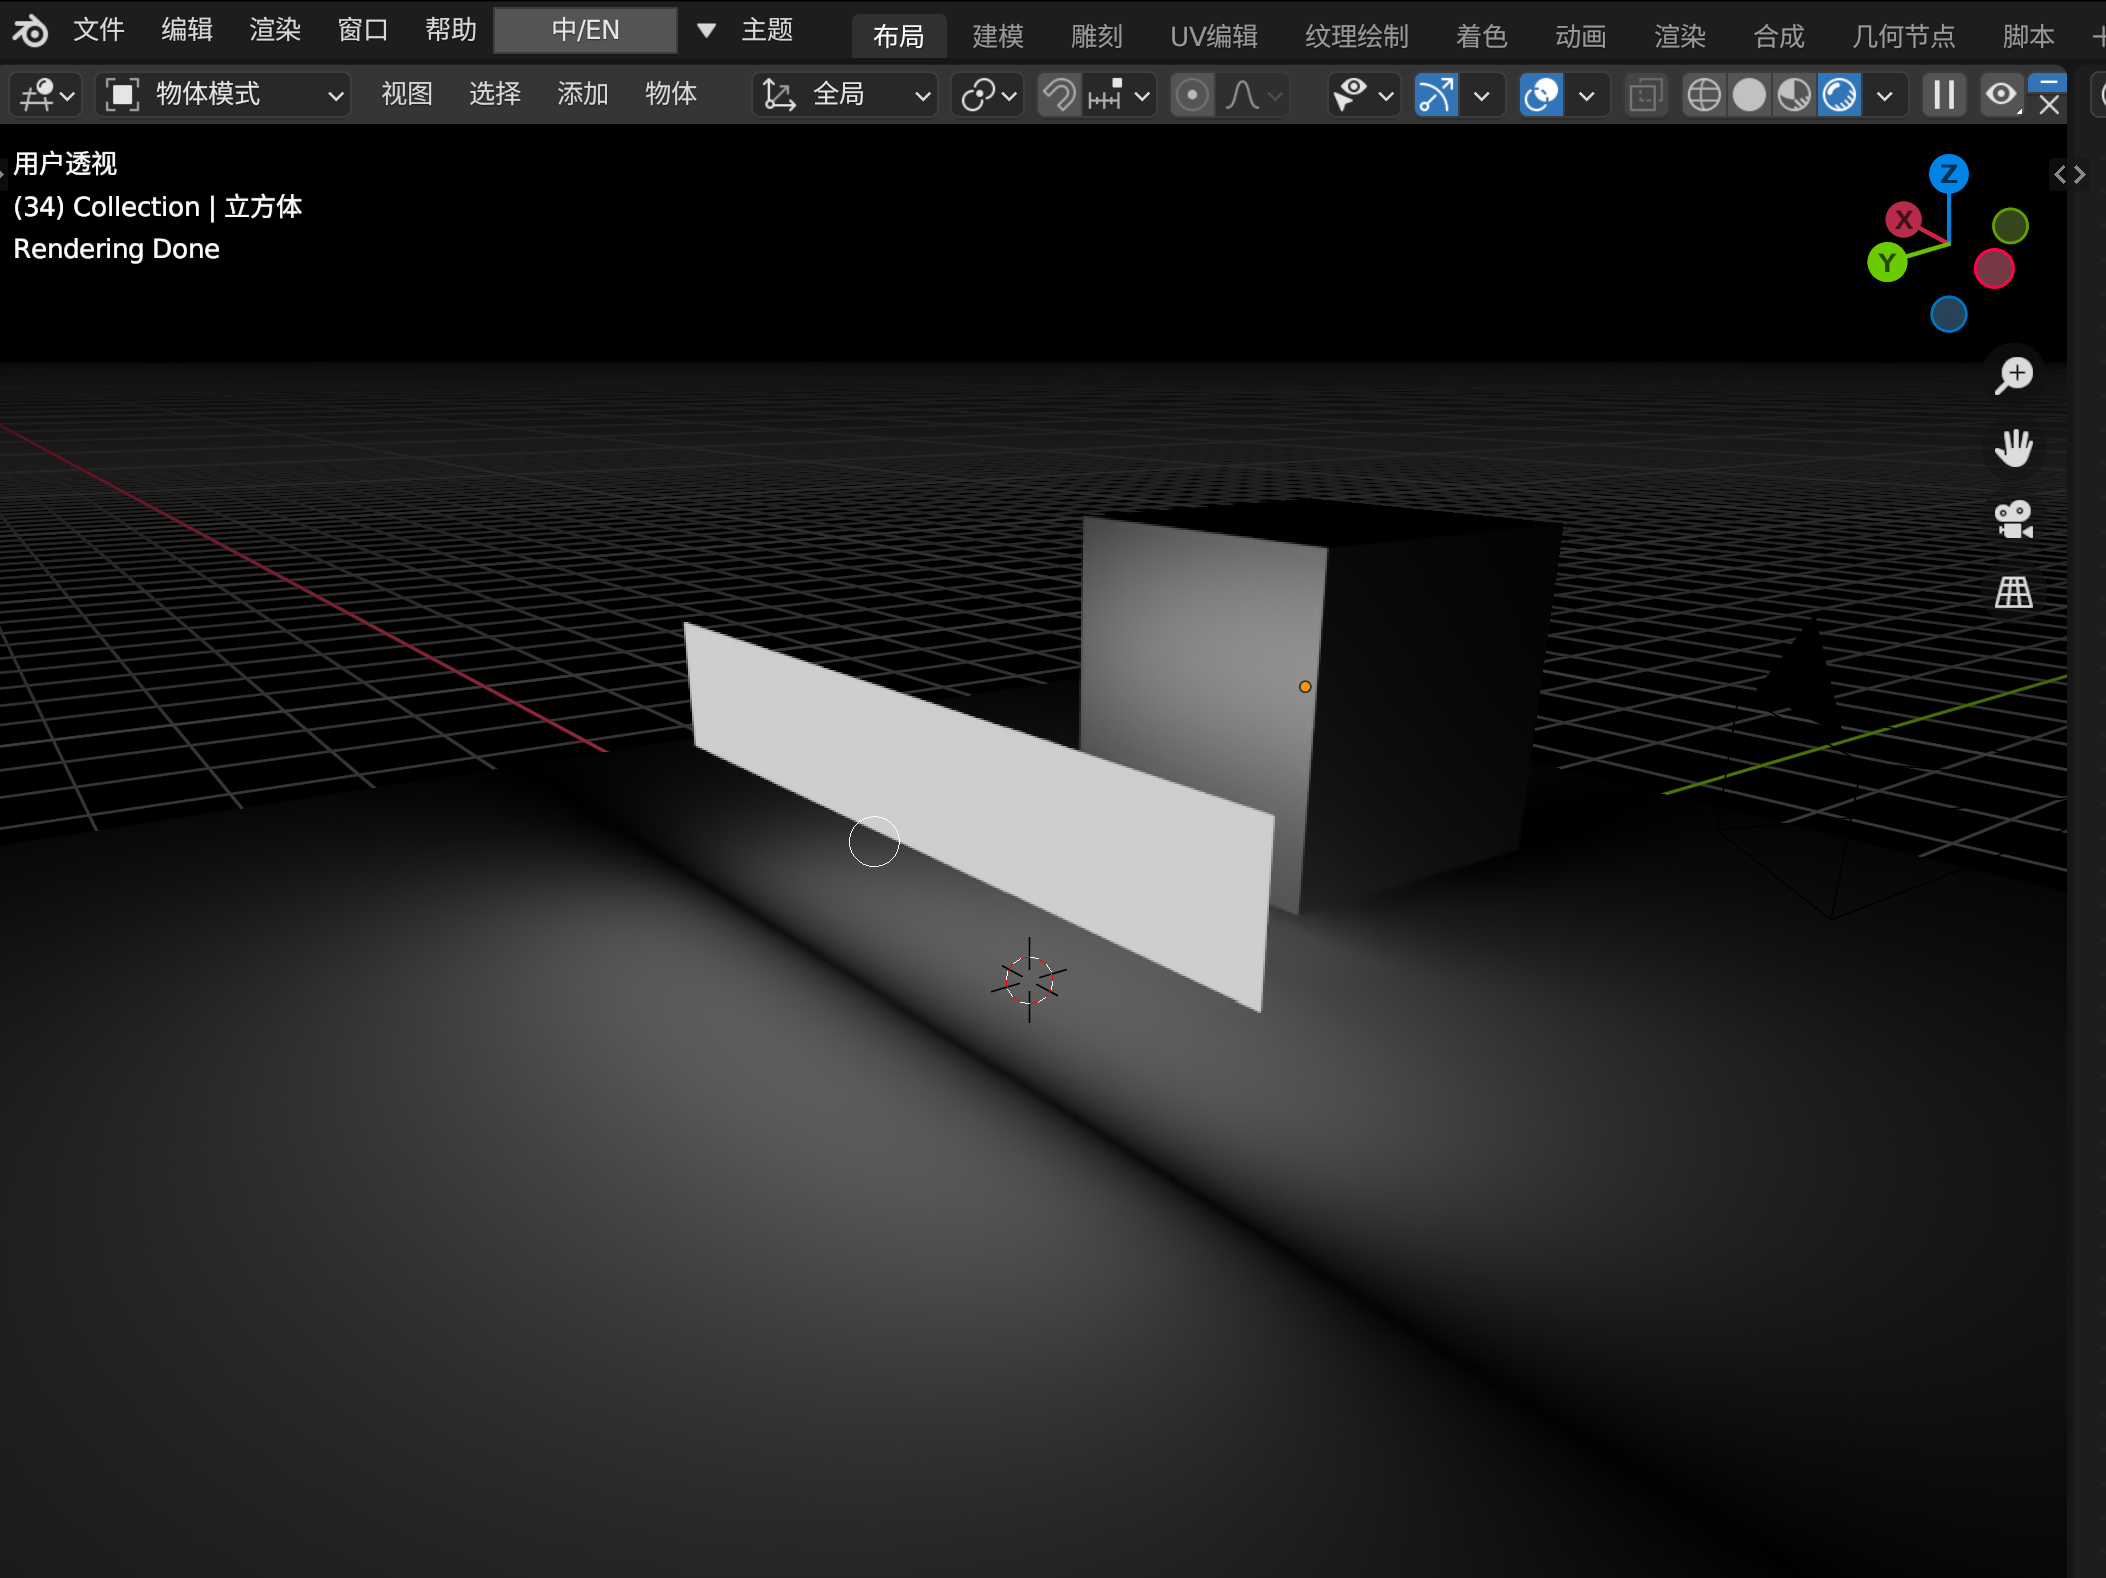 文件 编辑 渲染 窗口 帮助 中/EN 主题 布局 建模 雕刻 UV编辑 纹理绘制 着色 动画 渲染 合成 几何节点 脚本
物体模式 视图 选择 添加 物体 全局
用户透视
(34) Collection | 立方体
Rendering Done
Z
X
Y